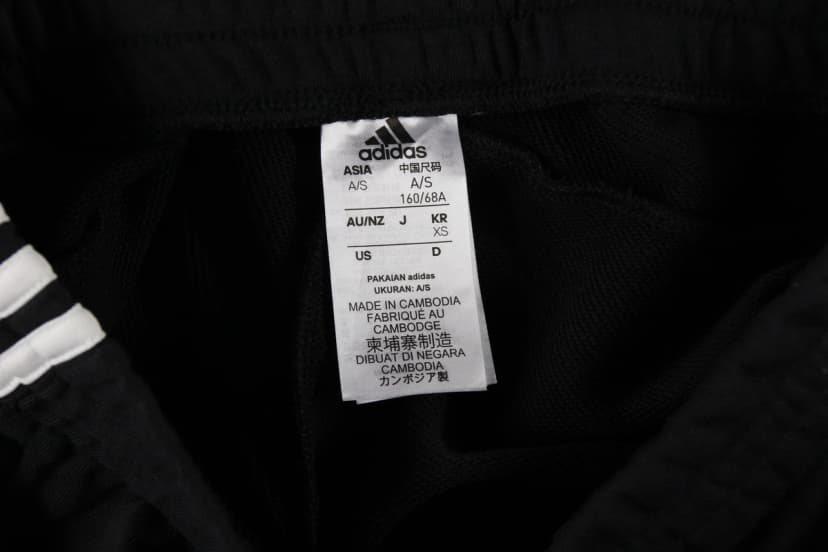 adidas
ASIA 中国尺码
A/S A/S
160/68A
AU/NZ J KR
XS
US D
PAKAIAN adidas
UKURAN: A/S
MADE IN CAMBODIA
FABRIQUÉ AU
CAMBODGE
柬埔寨制造
DIBUAT DI NEGARA
CAMBODIA
カンボジア製